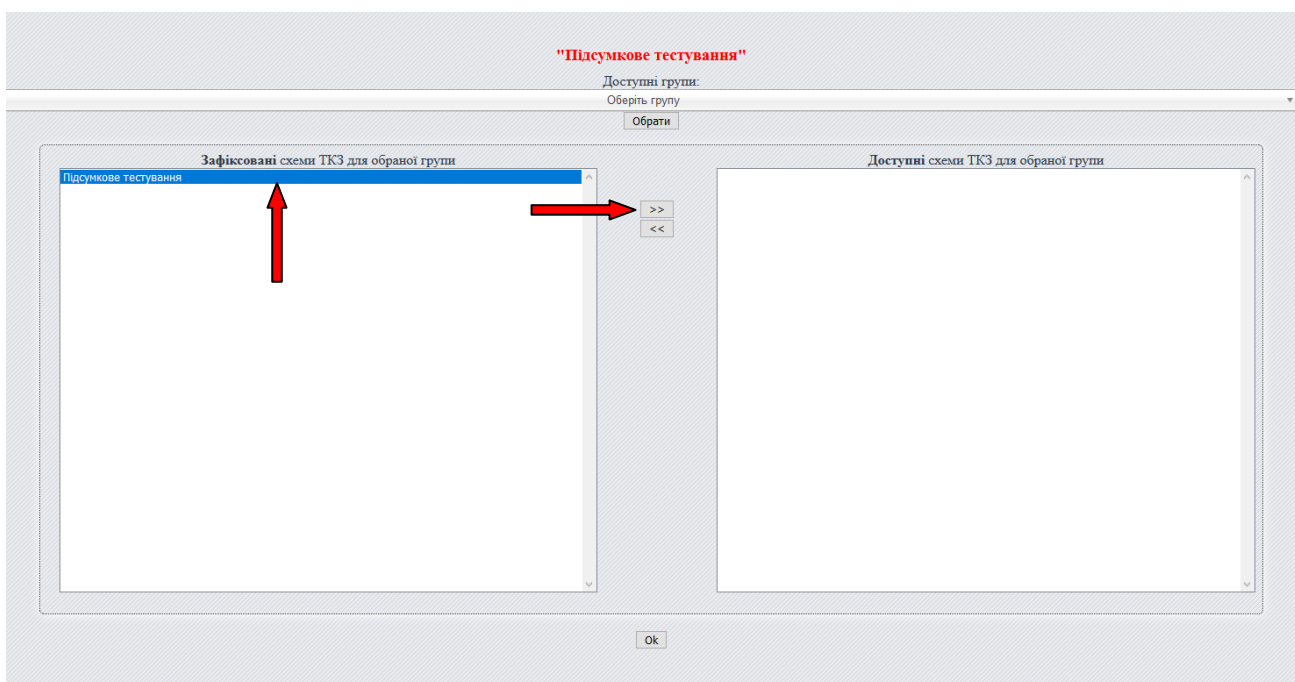 "Підсумкове тестування"
Доступні групи:
Оберіть групу
Обрати
Зафіксовані схеми ТКЗ для обраної групи
Доступні схеми ТКЗ для обраної групи
Підсумкове тестування
>>
<<
Ok